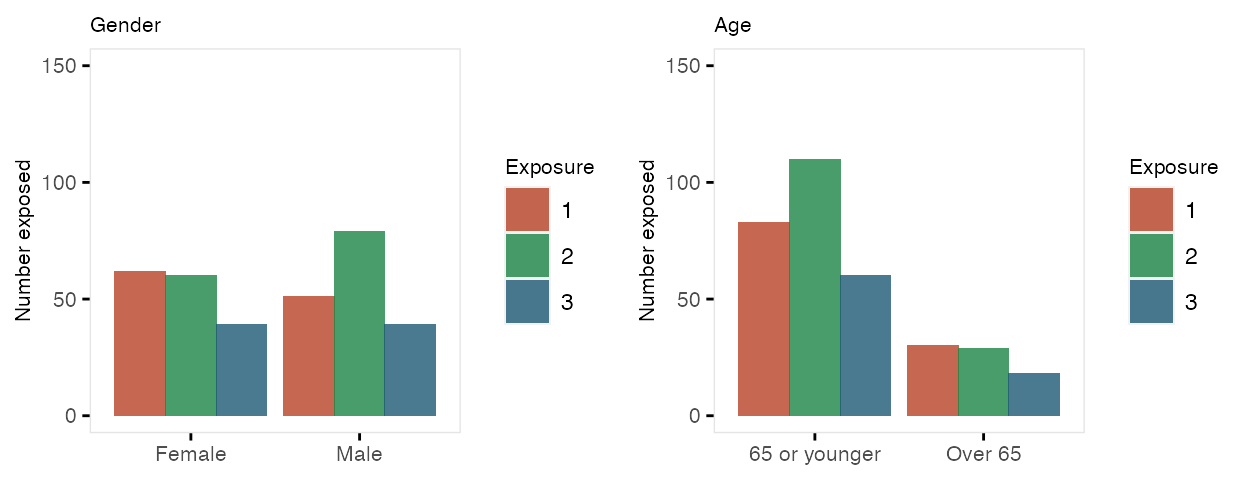 Gender
Number exposed
150
100
50
0
Female
Male
Exposure
1
2
3
Age
Number exposed
150
100
50
0
65 or younger
Over 65
Exposure
1
2
3